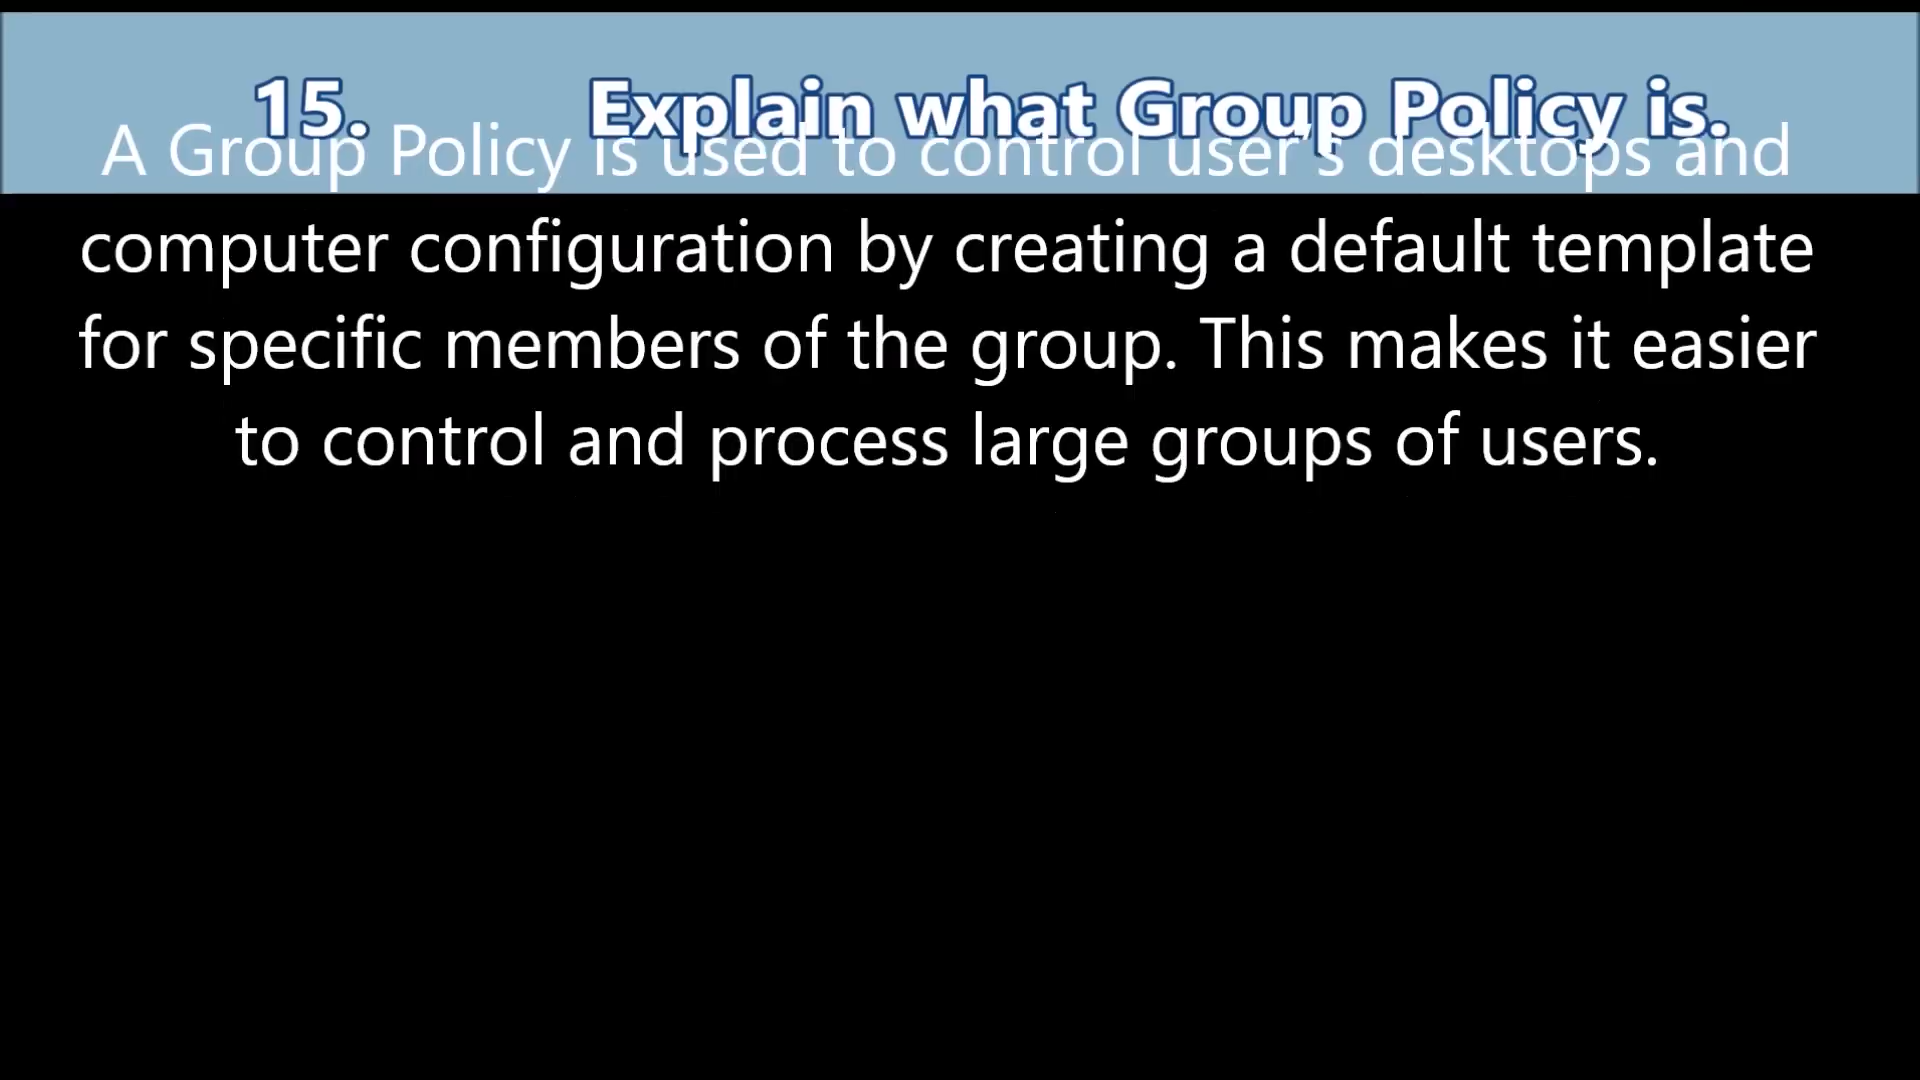 15. Explain what Group Policy is.
A Group Policy is used to control user’s desktops and
computer configuration by creating a default template
for specific members of the group. This makes it easier
to control and process large groups of users.